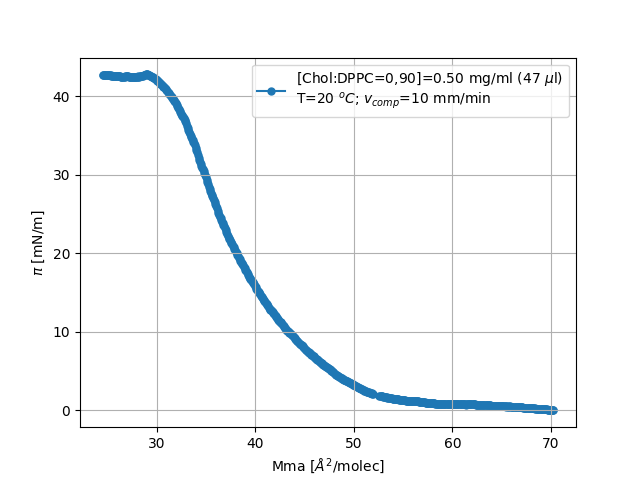 [Chol:DPPC=0,90]=0.50 mg/ml (47 μl)
T=20 °C; v_comp=10 mm/min
40
30
20
10
0
π [mN/m]
30 40 50 60 70
Mma [Å²/molec]